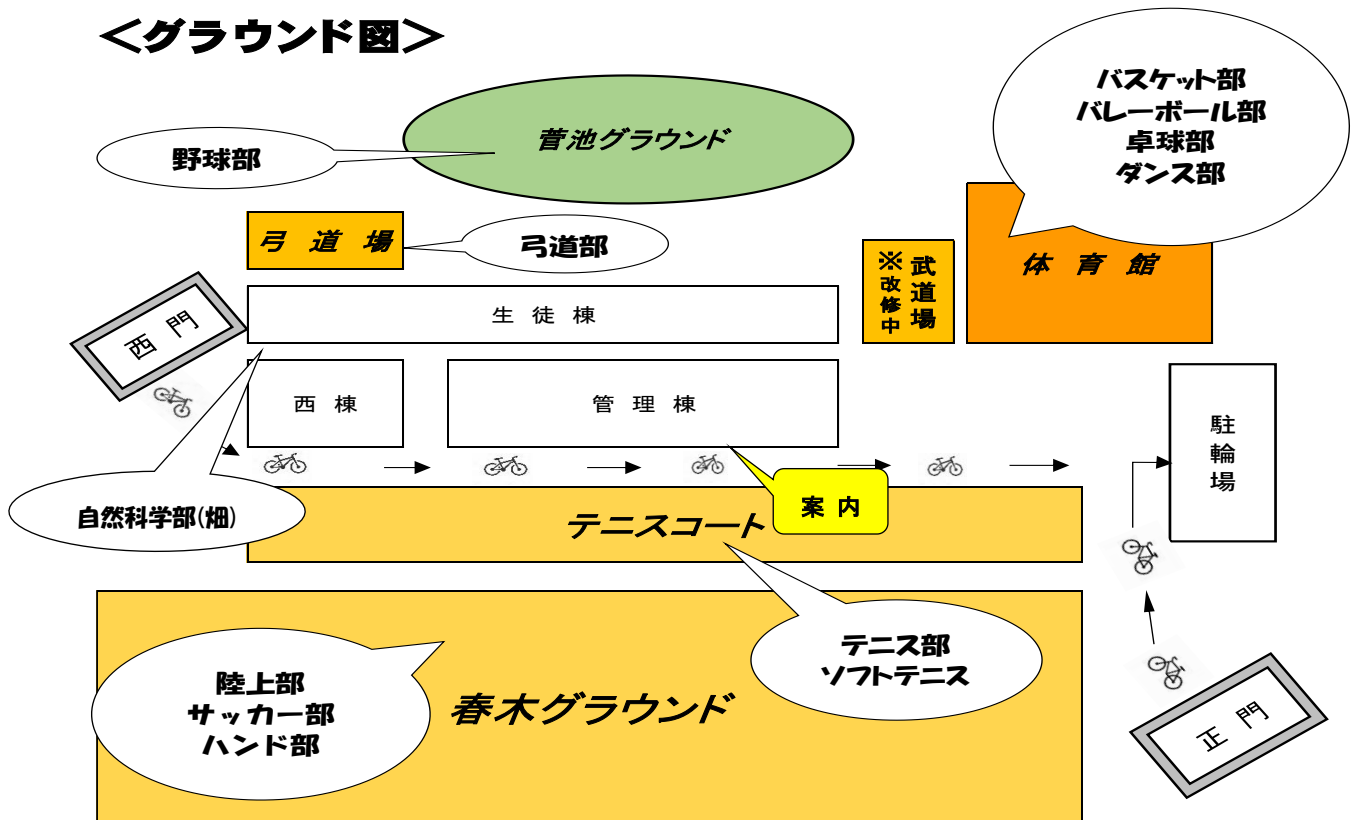 ＜グラウンド図＞
バスケット部
バレーボール部
卓球部
ダンス部
菅池グラウンド
野球部
弓 道 場
弓道部
武道場
※改修中
体 育 館
西 門
生 徒 棟
西 棟
管 理 棟
駐輪場
自然科学部(畑)
案 内
テニスコート
テニス部
ソフトテニス
陸上部
サッカー部
ハンド部
春木グラウンド
正 門